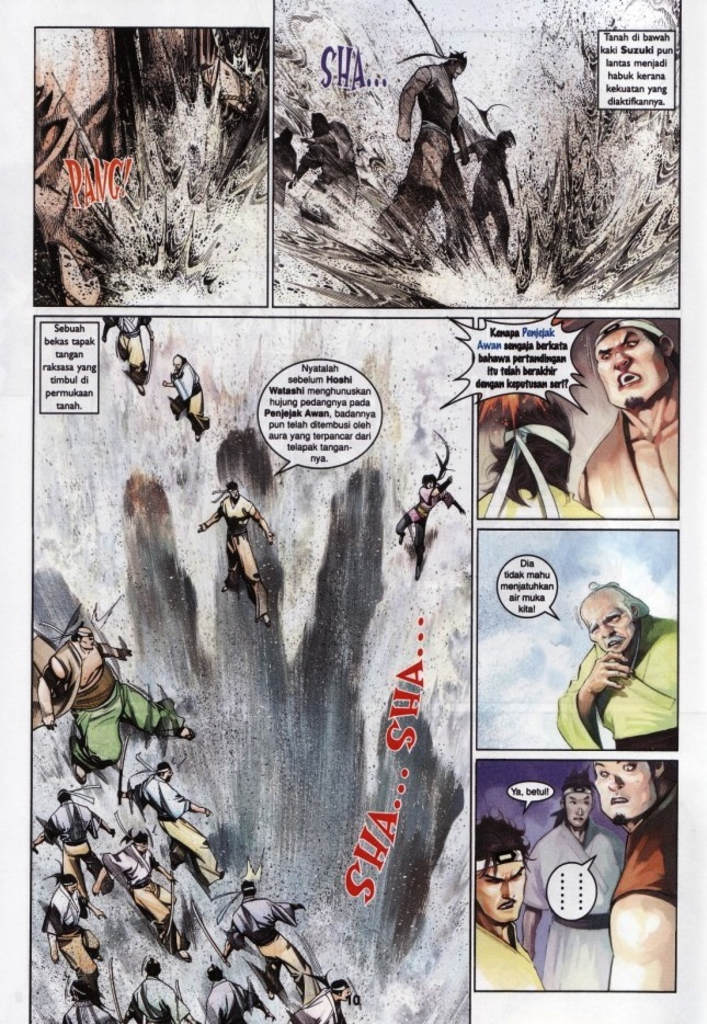 PANG!
SHA...
Tanah di bawah
kaki Suzuki pun
lantas menjadi
habuk kerana
kekuatan yang
diaktifkannya.
Sebuah
bekas tapak
tangan
raksasa yang
timbul di
permukaan
tanah.
Nyatalah
sebelum Hoshi
Watashi menghunuskan
hujung pedangnya pada
Penjejak Awan, badannya
pun telah ditembusi oleh
aura yang terpancar dari
telapak tangan-
nya.
SHA... SHA...
Kenapa Penjejak
Awan sengaja berkata
bahawa pertandingan
itu telah berakhir
dengan keputusan seri?
Dia
tidak mahu
menjatuhkan
air muka
kita!
Ya, betul!
......
......
10